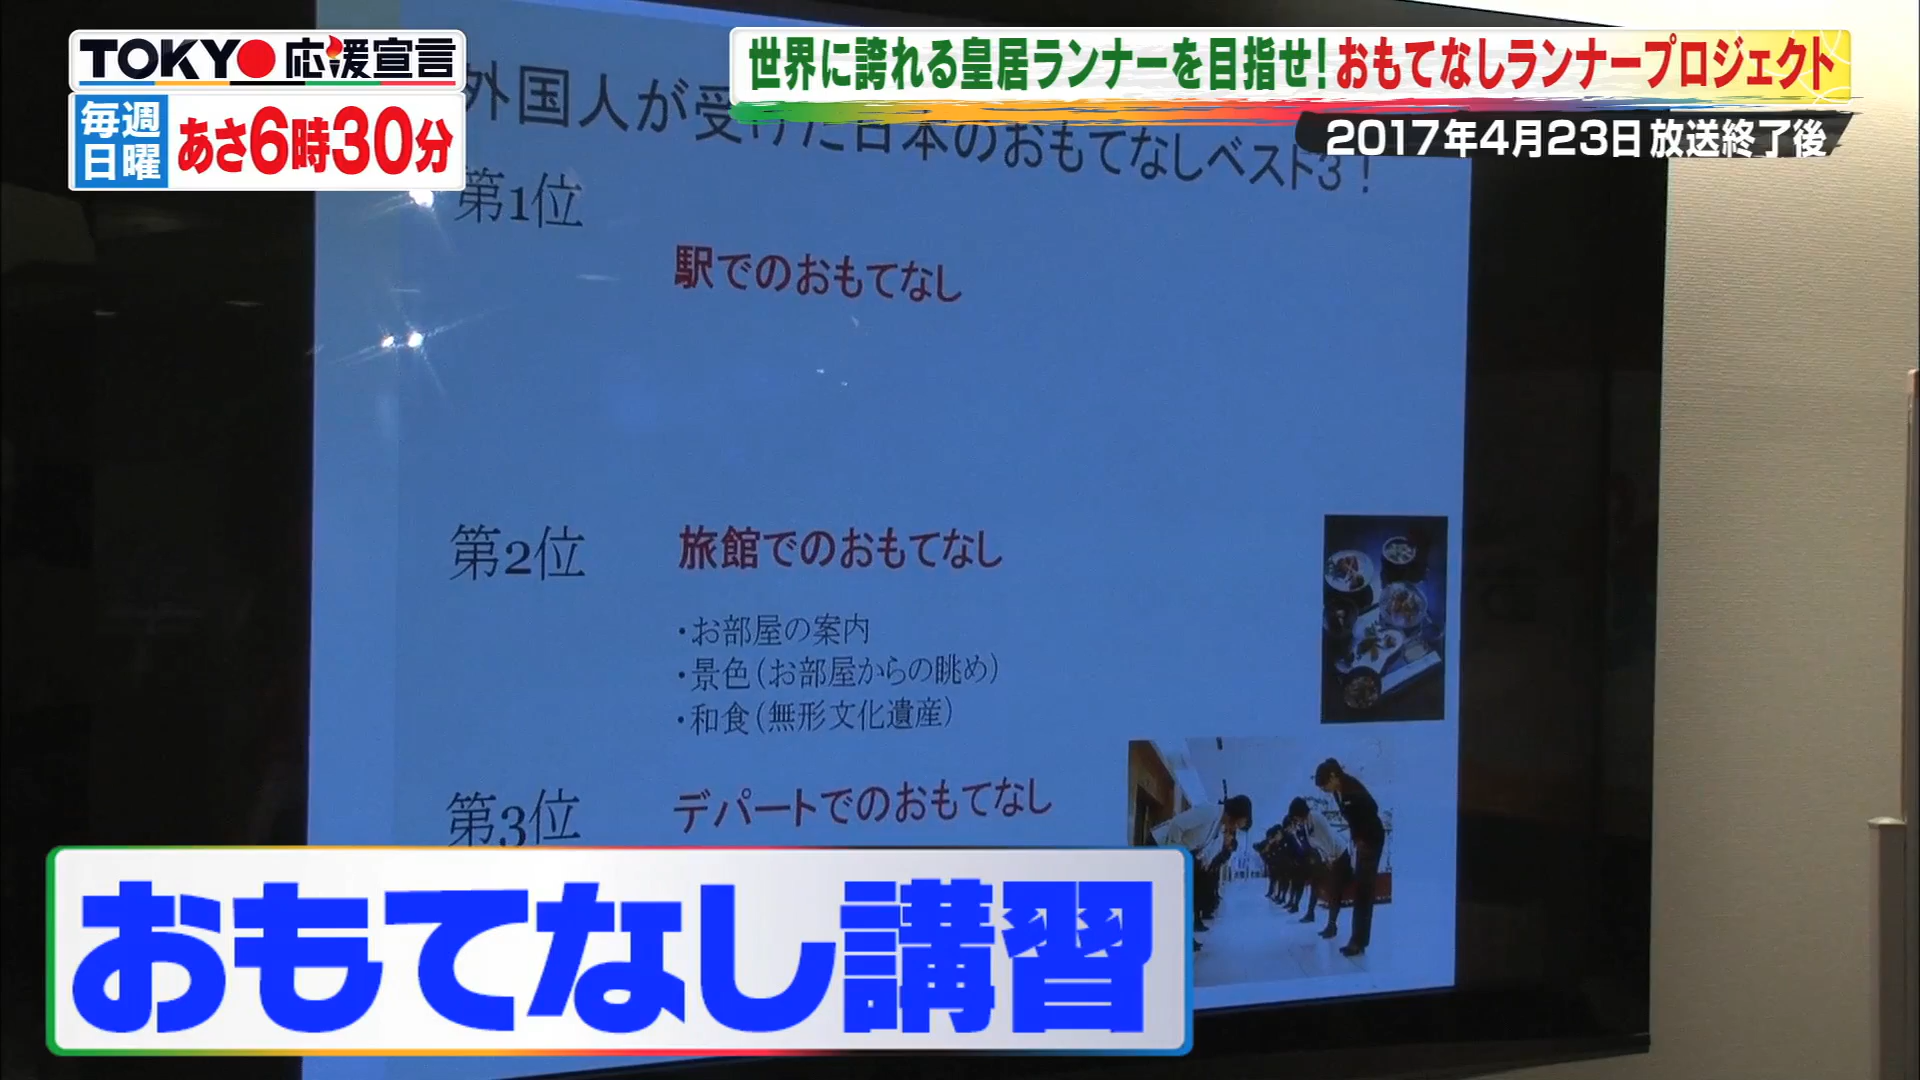 TOKYO応援宣言
毎週日曜 あさ6時30分
世界に誇れる皇居ランナーを目指せ!おもてなしランナープロジェクト
2017年4月23日 放送終了後
外国人が受けた日本のおもてなしベスト3!
第1位
駅でのおもてなし
第2位 旅館でのおもてなし
・お部屋の案内
・景色(お部屋からの眺め)
・和食(無形文化遺産)
第3位 デパートでのおもてなし
おもてなし講習